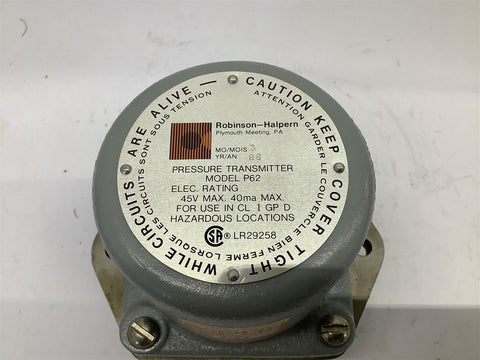 CAUTION KEEP COVER TIGHT WHILE CIRCUITS ARE ALIVE —
ATTENTION GARDER LE COUVERCLE BIEN FERME LORSQUE LES CIRCUITS SONT SOUS TENSION
Robinson—Halpern
Plymouth Meeting, PA
MO/MOIS 3
YR/AN 86
PRESSURE TRANSMITTER
MODEL P62
ELEC. RATING
45V MAX. 40ma MAX.
FOR USE IN CL I GP D
HAZARDOUS LOCATIONS
SA ® LR29258